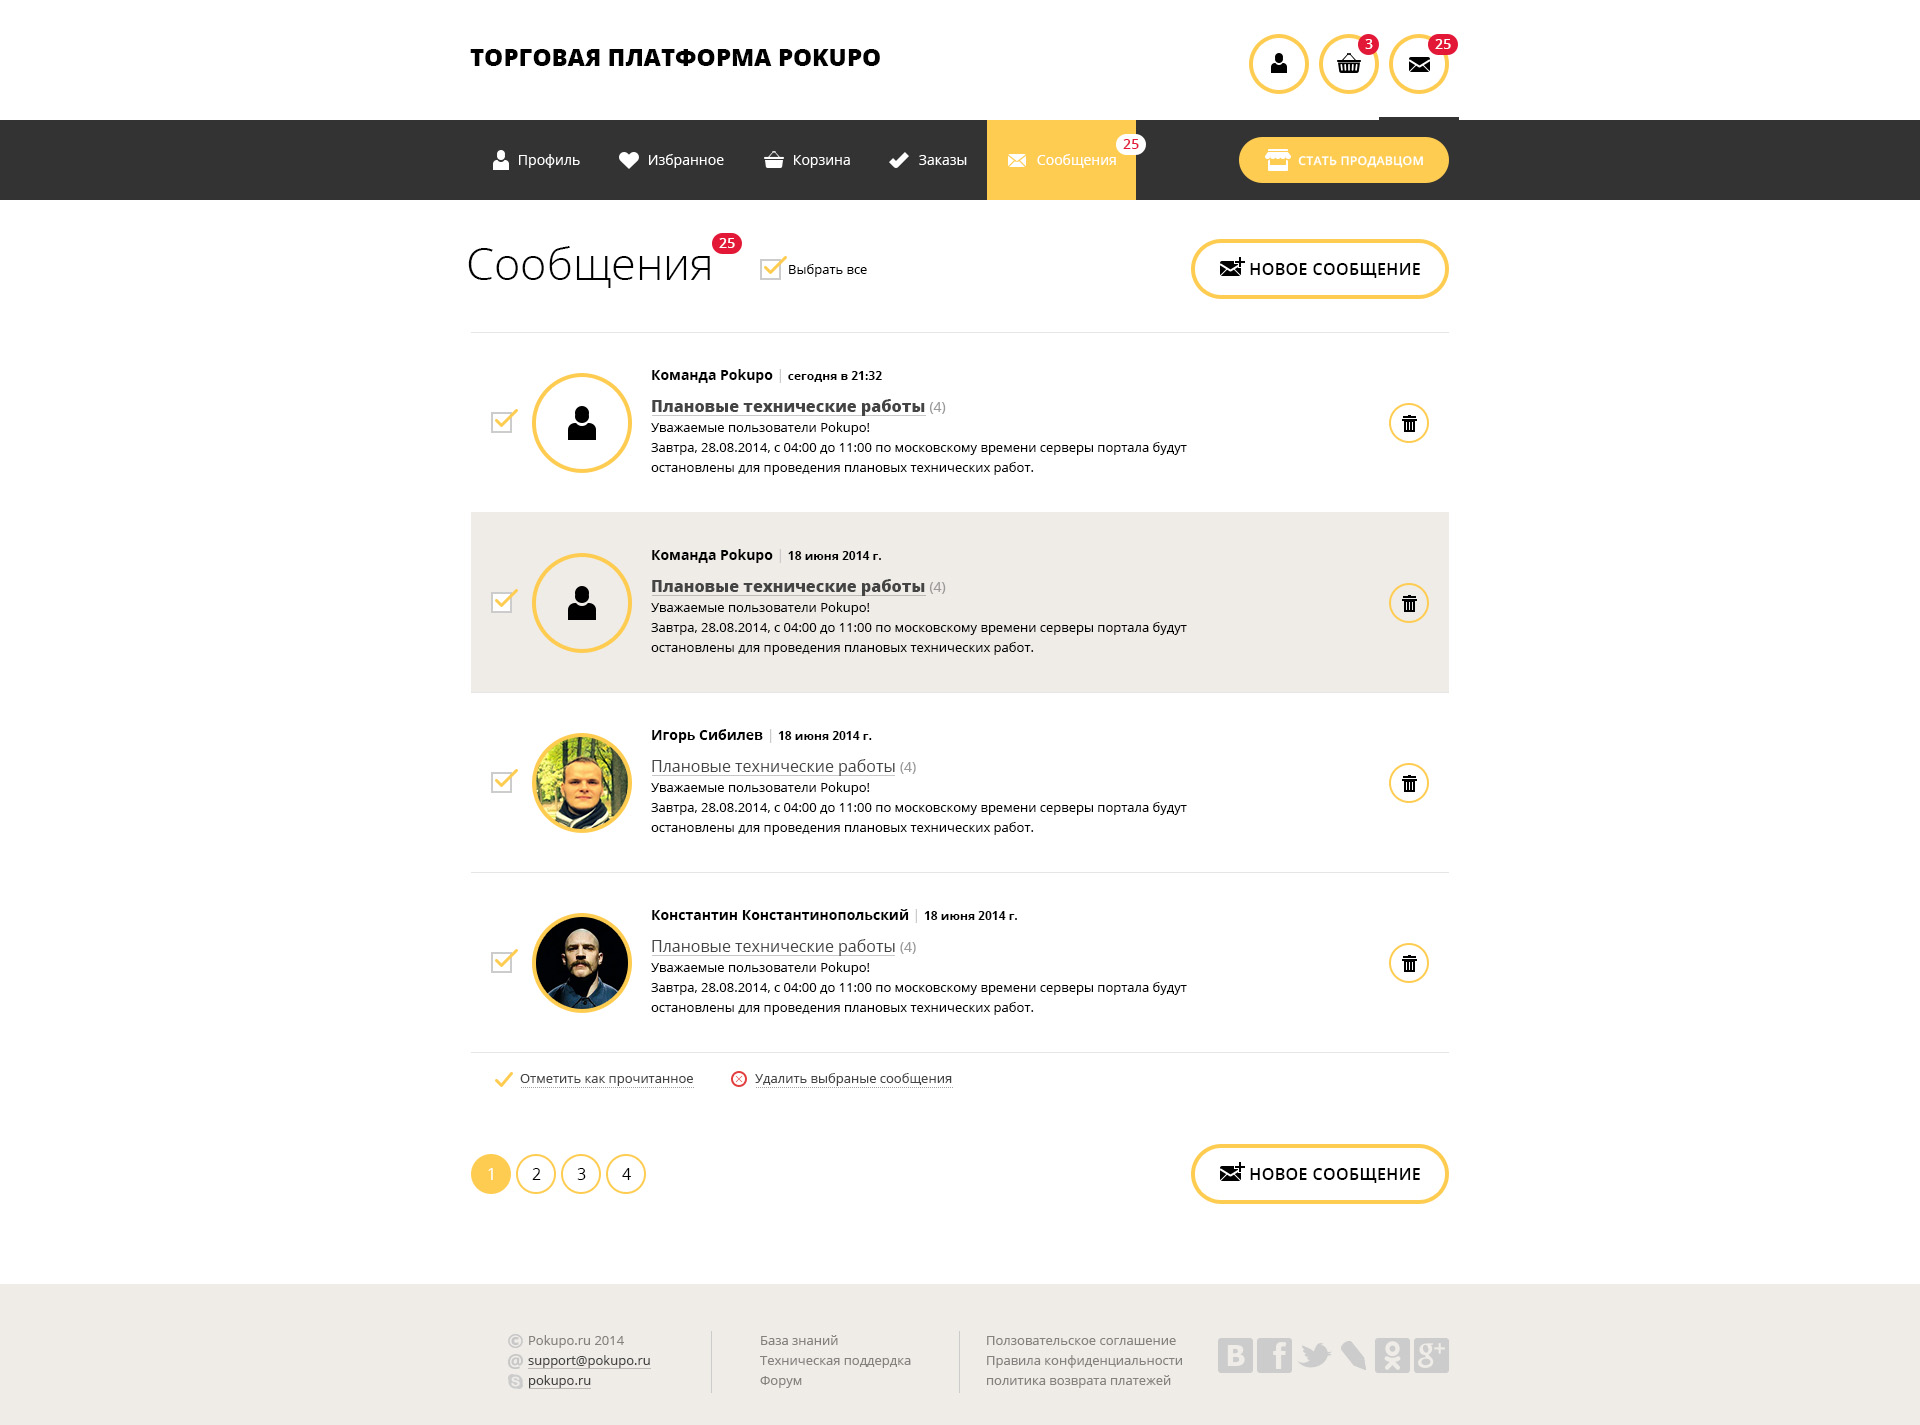 ТОРГОВАЯ ПЛАТФОРМА POKUPO
3
25
Профиль
Избранное
Корзина
Заказы
Сообщения
25
СТАТЬ ПРОДАВЦОМ
Сообщения
25
Выбрать все
НОВОЕ СООБЩЕНИЕ
Команда Pokupo | сегодня в 21:32
Плановые технические работы (4)
Уважаемые пользователи Pokupo!
Завтра, 28.08.2014, с 04:00 до 11:00 по московскому времени серверы портала будут
остановлены для проведения плановых технических работ.
Команда Pokupo | 18 июня 2014 г.
Плановые технические работы (4)
Уважаемые пользователи Pokupo!
Завтра, 28.08.2014, с 04:00 до 11:00 по московскому времени серверы портала будут
остановлены для проведения плановых технических работ.
Игорь Сибилев | 18 июня 2014 г.
Плановые технические работы (4)
Уважаемые пользователи Pokupo!
Завтра, 28.08.2014, с 04:00 до 11:00 по московскому времени серверы портала будут
остановлены для проведения плановых технических работ.
Константин Константинопольский | 18 июня 2014 г.
Плановые технические работы (4)
Уважаемые пользователи Pokupo!
Завтра, 28.08.2014, с 04:00 до 11:00 по московскому времени серверы портала будут
остановлены для проведения плановых технических работ.
Отметить как прочитанное
Удалить выбраные сообщения
1 2 3 4
НОВОЕ СООБЩЕНИЕ
© Pokupo.ru 2014
@ support@pokupo.ru
pokupo.ru
База знаний
Техническая поддердка
Форум
Ползовательское соглашение
Правила конфиденциальности
политика возврата платежей